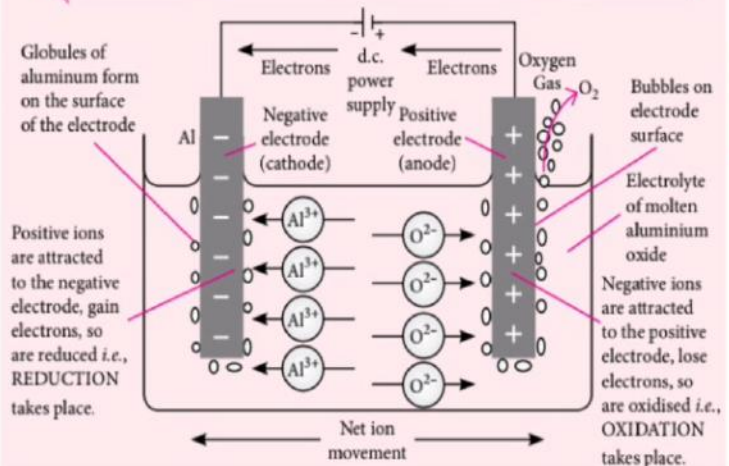 Globules of
aluminum form
on the surface
of the electrode
Positive ions
are attracted
to the negative
electrode, gain
electrons, so
are reduced i.e.,
REDUCTION
takes place.
− +
Electrons
d.c.
power
supply
Electrons
Al
Negative
electrode
(cathode)
Positive
electrode
(anode)
Oxygen
Gas O₂
Bubbles on
electrode
surface
Electrolyte
of molten
aluminium
oxide
Negative ions
are attracted
to the positive
electrode, lose
electrons, so
are oxidised i.e.,
OXIDATION
takes place.
−
−
−
−
−
−
+
+
+
+
+
+
Al³⁺
Al³⁺
Al³⁺
Al³⁺
O²⁻
O²⁻
O²⁻
O²⁻
Net ion
movement